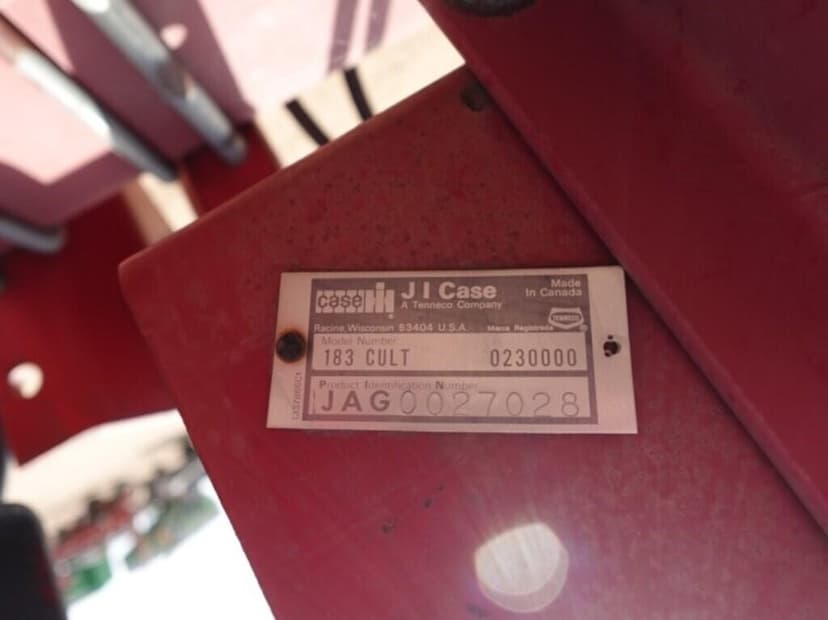 case IH
J I Case
A Tenneco Company
Made
In Canada
Racine, Wisconsin 53404 U.S.A.
Marca Registrada
TENNECO
Model Number
183 CULT 0230000
Product Identification Number
JAG0027028